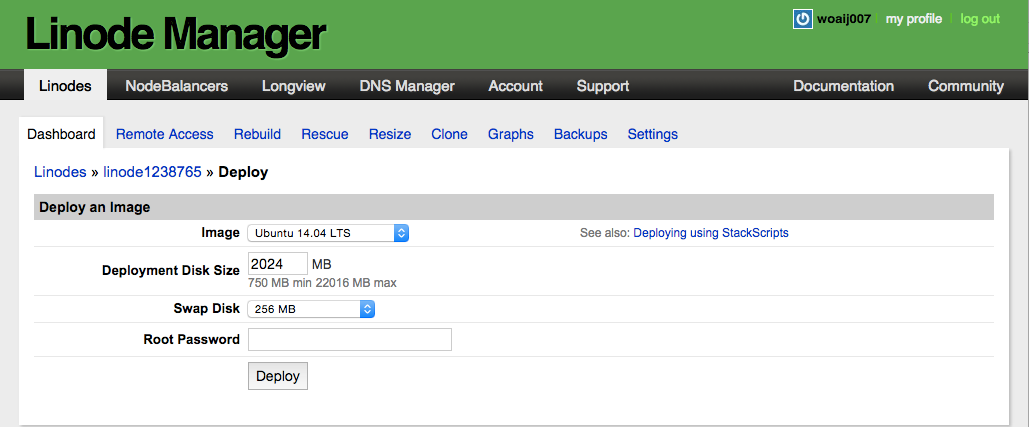 Linode Manager
woaij007 my profile log out
Linodes NodeBalancers Longview DNS Manager Account Support Documentation Community
Dashboard Remote Access Rebuild Rescue Resize Clone Graphs Backups Settings
Linodes » linode1238765 » Deploy
Deploy an Image
Image Ubuntu 14.04 LTS See also: Deploying using StackScripts
Deployment Disk Size 2024 MB
750 MB min 22016 MB max
Swap Disk 256 MB
Root Password
Deploy